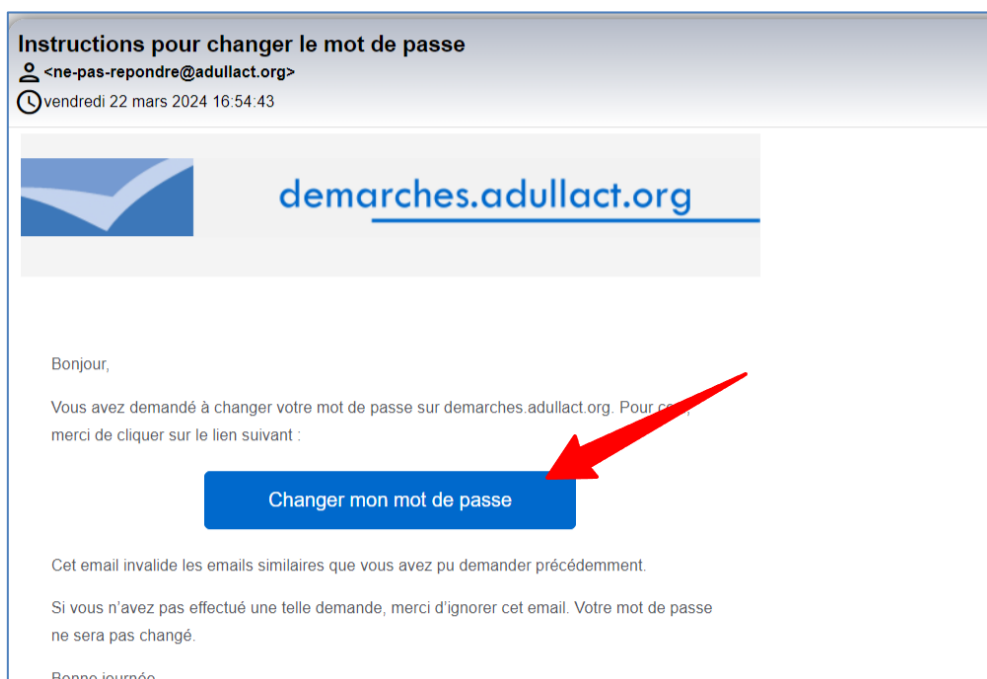 Instructions pour changer le mot de passe
<ne-pas-repondre@adullact.org>
vendredi 22 mars 2024 16:54:43
demarches.adullact.org
Bonjour,
Vous avez demandé à changer votre mot de passe sur demarches.adullact.org. Pour
merci de cliquer sur le lien suivant :
Changer mon mot de passe
Cet email invalide les emails similaires que vous avez pu demander précédemment.
Si vous n’avez pas effectué une telle demande, merci d’ignorer cet email. Votre mot de passe
ne sera pas changé.
Bonne journée